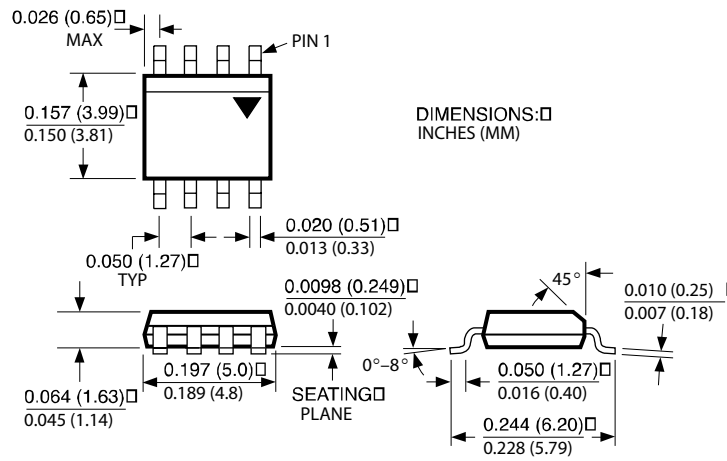 0.026 (0.65)□
MAX
PIN 1
0.157 (3.99)□
0.150 (3.81)
DIMENSIONS:□
INCHES (MM)
0.020 (0.51)□
0.013 (0.33)
0.050 (1.27)□
TYP
0.0098 (0.249)□
0.0040 (0.102)
45°
0.010 (0.25)
0.007 (0.18)
0°–8°
0.197 (5.0)□
0.189 (4.8)
SEATING□
PLANE
0.050 (1.27)□
0.016 (0.40)
0.064 (1.63)□
0.045 (1.14)
0.244 (6.20)□
0.228 (5.79)